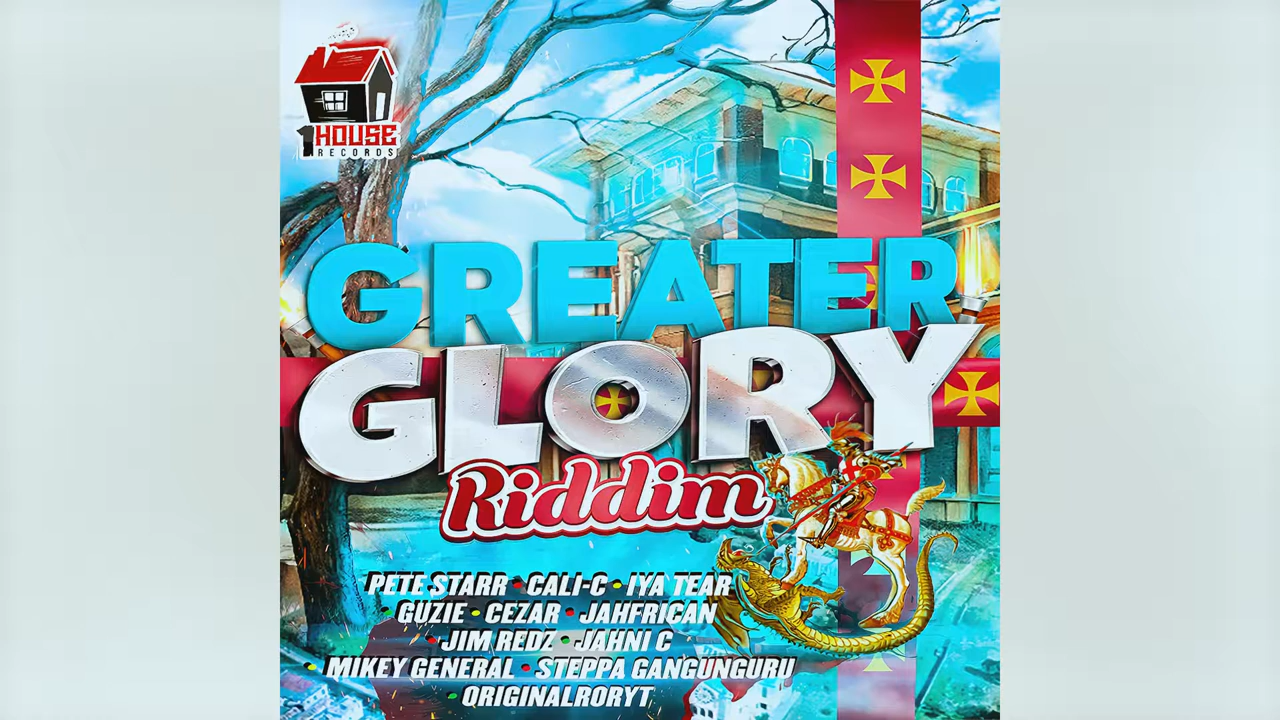 1HOUSE
RECORDS
GREATER
GLORY
Riddim
PETE STARR • CALI-C • IYA TEAR
• GUZIE • CEZAR • JAHFRICAN
• JIM REDZ • JAHNI C
• MIKEY GENERAL • STEPPA GANGUNGURU
• ORIGINALRORYT